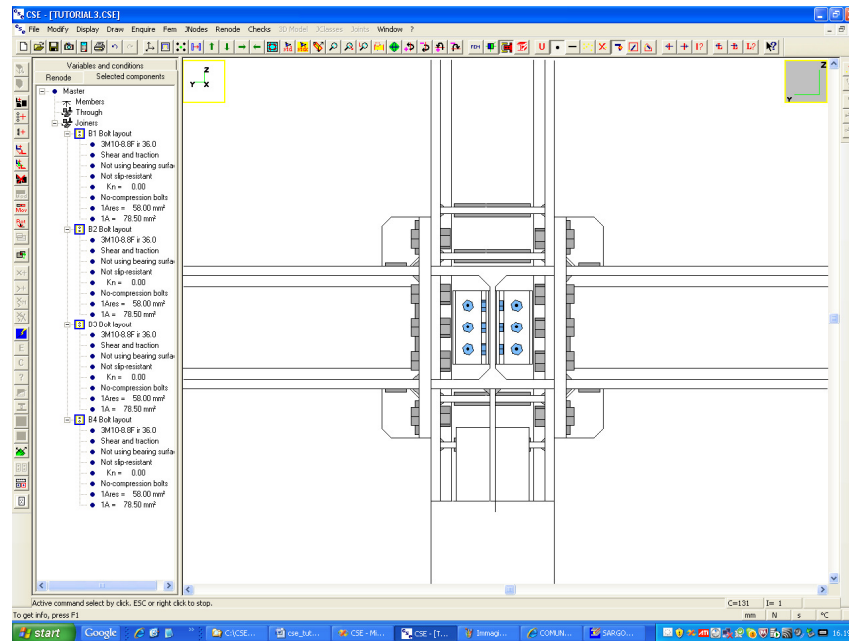 CSE - [TUTORIAL3.CSE]
File Modify Display Draw Enquire Fem JNodes Renode Checks 3D Model JClasses Joints Window ?
Variables and conditions
Renode Selected components
Master
Members
Through
Joiners
B1 Bolt layout
3M10-8.8F ir 36.0
Shear and traction
Not using bearing surfa
Not slip-resistant
Kn = 0.00
No-compression bolts
1Ares = 58.00 mm²
1A = 78.50 mm²
B2 Bolt layout
3M10-8.8F ir 36.0
Shear and traction
Not using bearing surfa
Not slip-resistant
Kn = 0.00
No-compression bolts
1Ares = 58.00 mm²
1A = 78.50 mm²
B3 Bolt layout
3M10-8.8F ir 36.0
Shear and traction
Not using bearing surfa
Not slip-resistant
Kn = 0.00
No-compression bolts
1Ares = 58.00 mm²
1A = 78.50 mm²
B4 Bolt layout
3M10-8.8F ir 36.0
Shear and traction
Not using bearing surfa
Not slip-resistant
Kn = 0.00
No-compression bolts
1Ares = 58.00 mm²
1A = 78.50 mm²
Z
Y X
Z
Y
Active command select by click. ESC or right click to stop.
C=131 I= 1
To get info, press F1
mm N s °C
start Google C:\CSE... cse_tut... CSE - Mi... CSE - [T... Immagi... COMUN... SARGO... 16.19